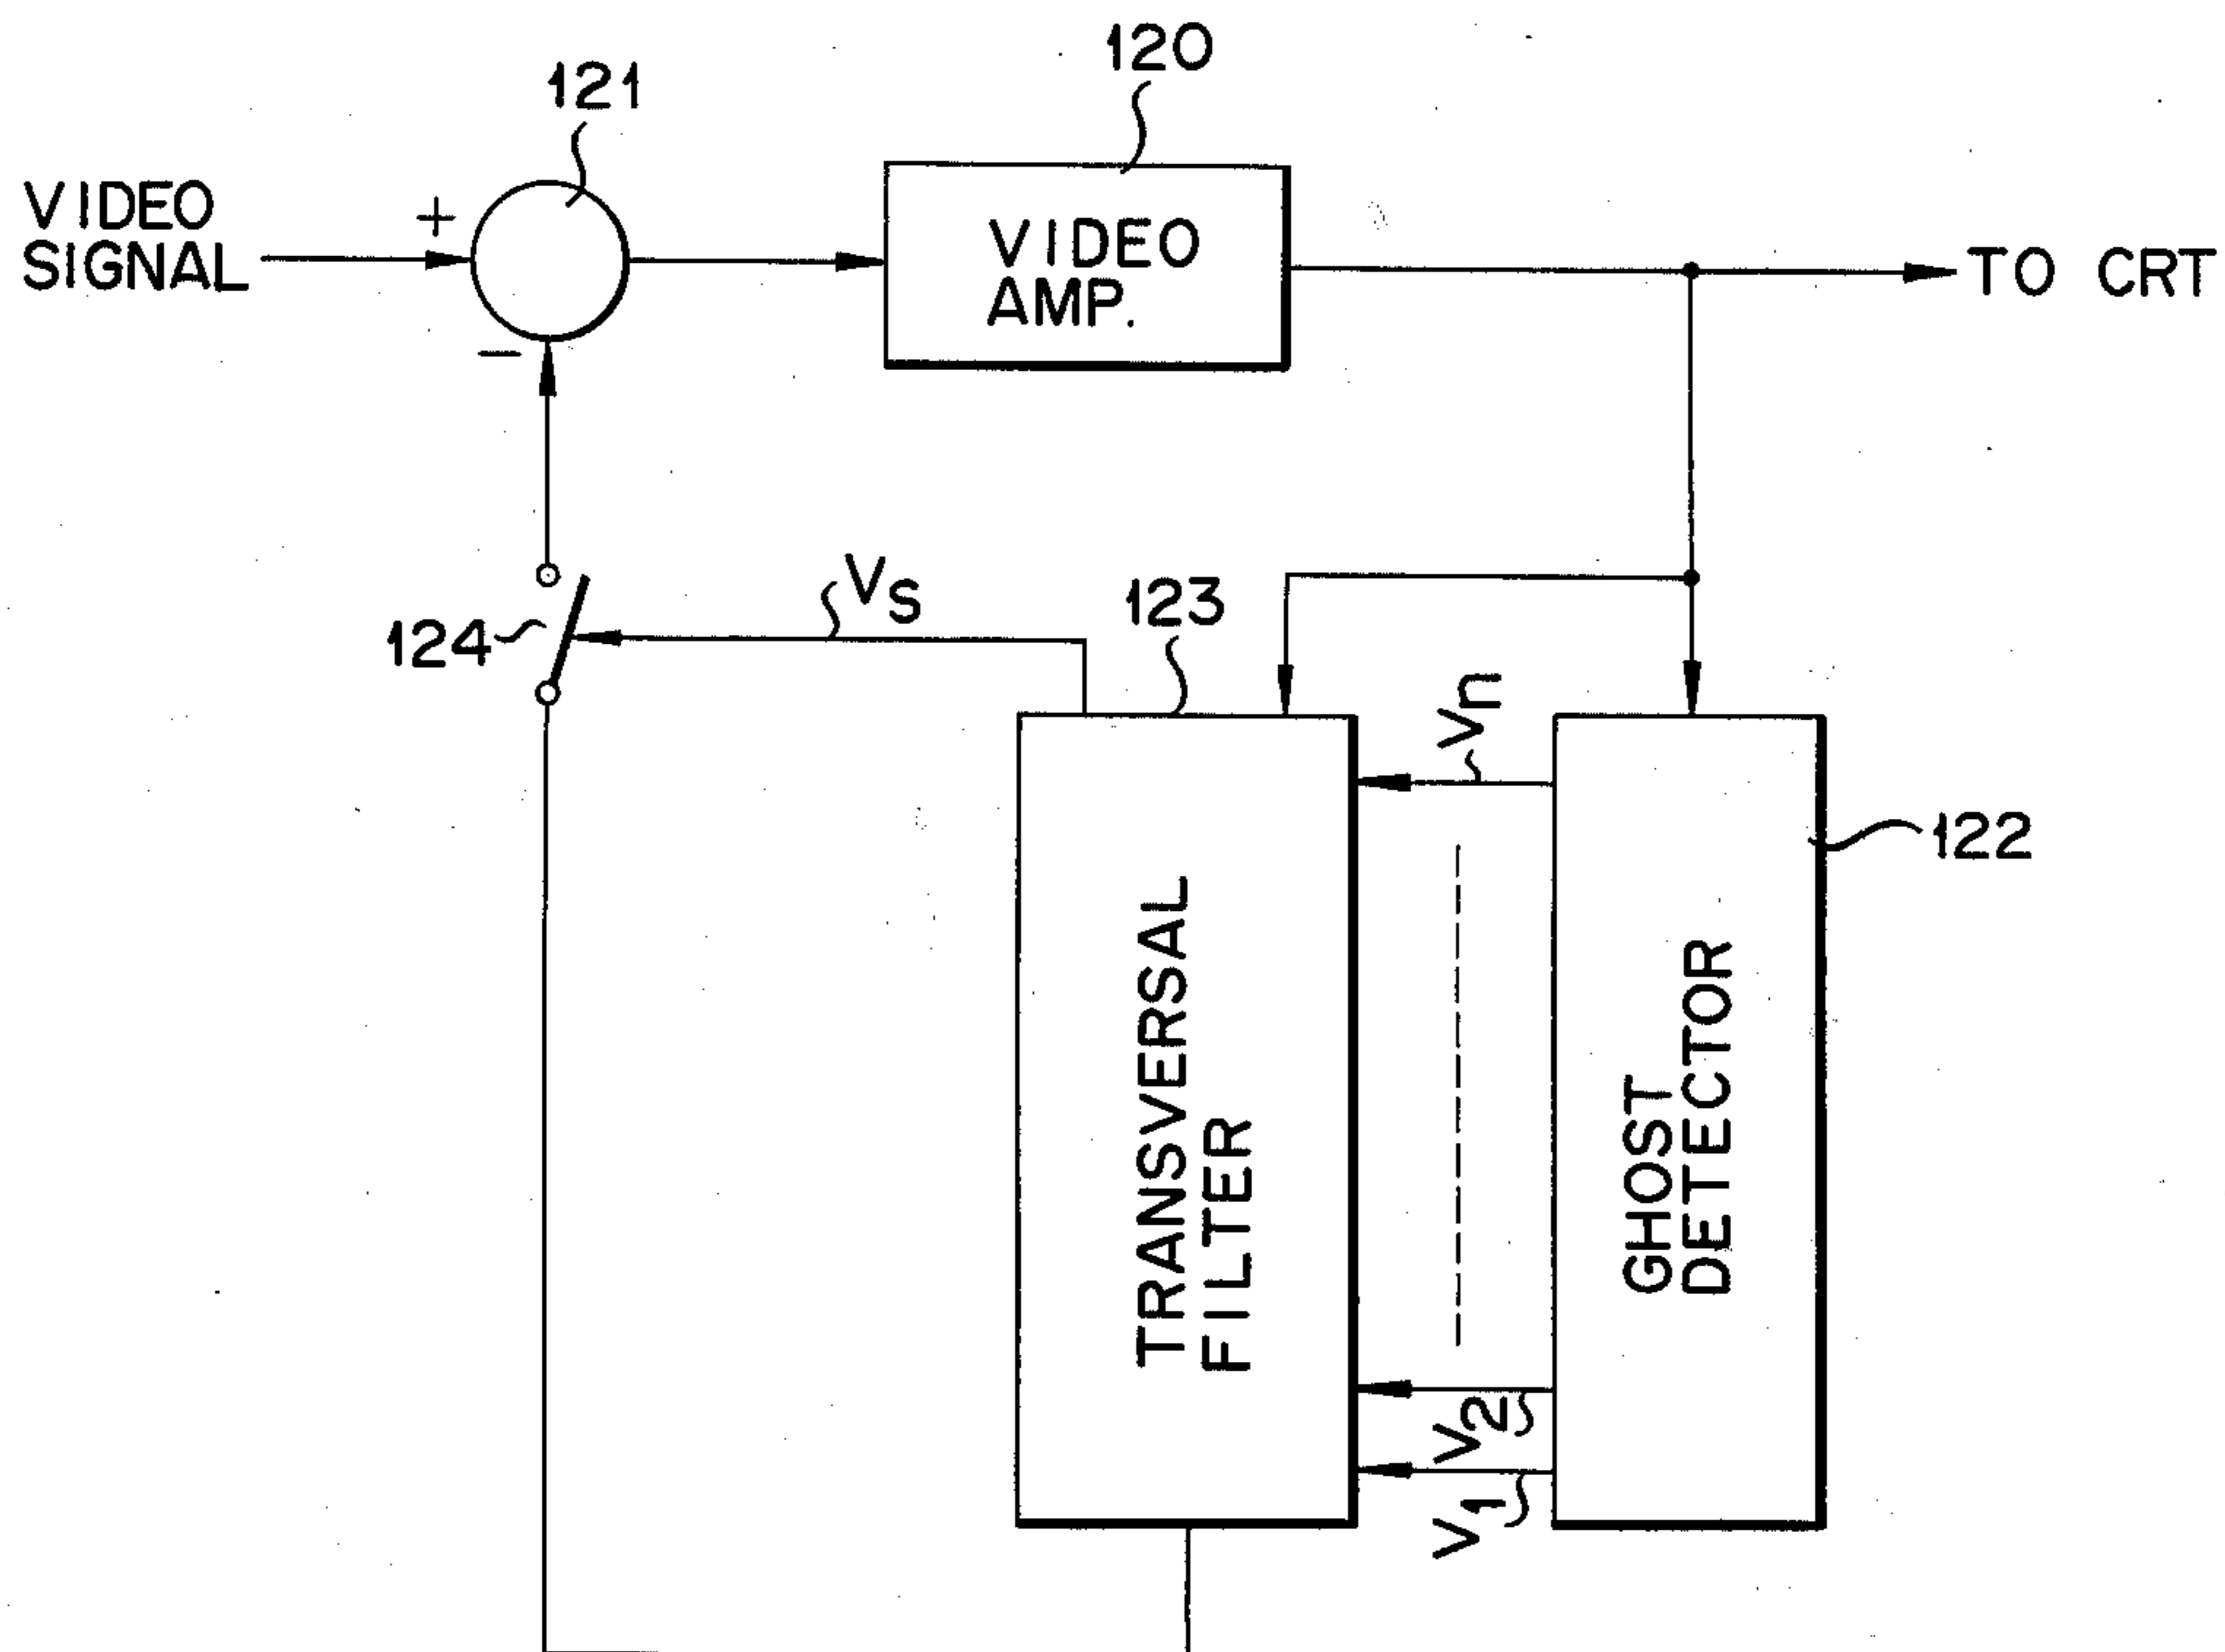 120
121
VIDEO
SIGNAL
+
VIDEO
AMP.
TO CRT
−
Vs
123
124
Vn
122
TRANSVERSAL
FILTER
GHOST
DETECTOR
V2
V1